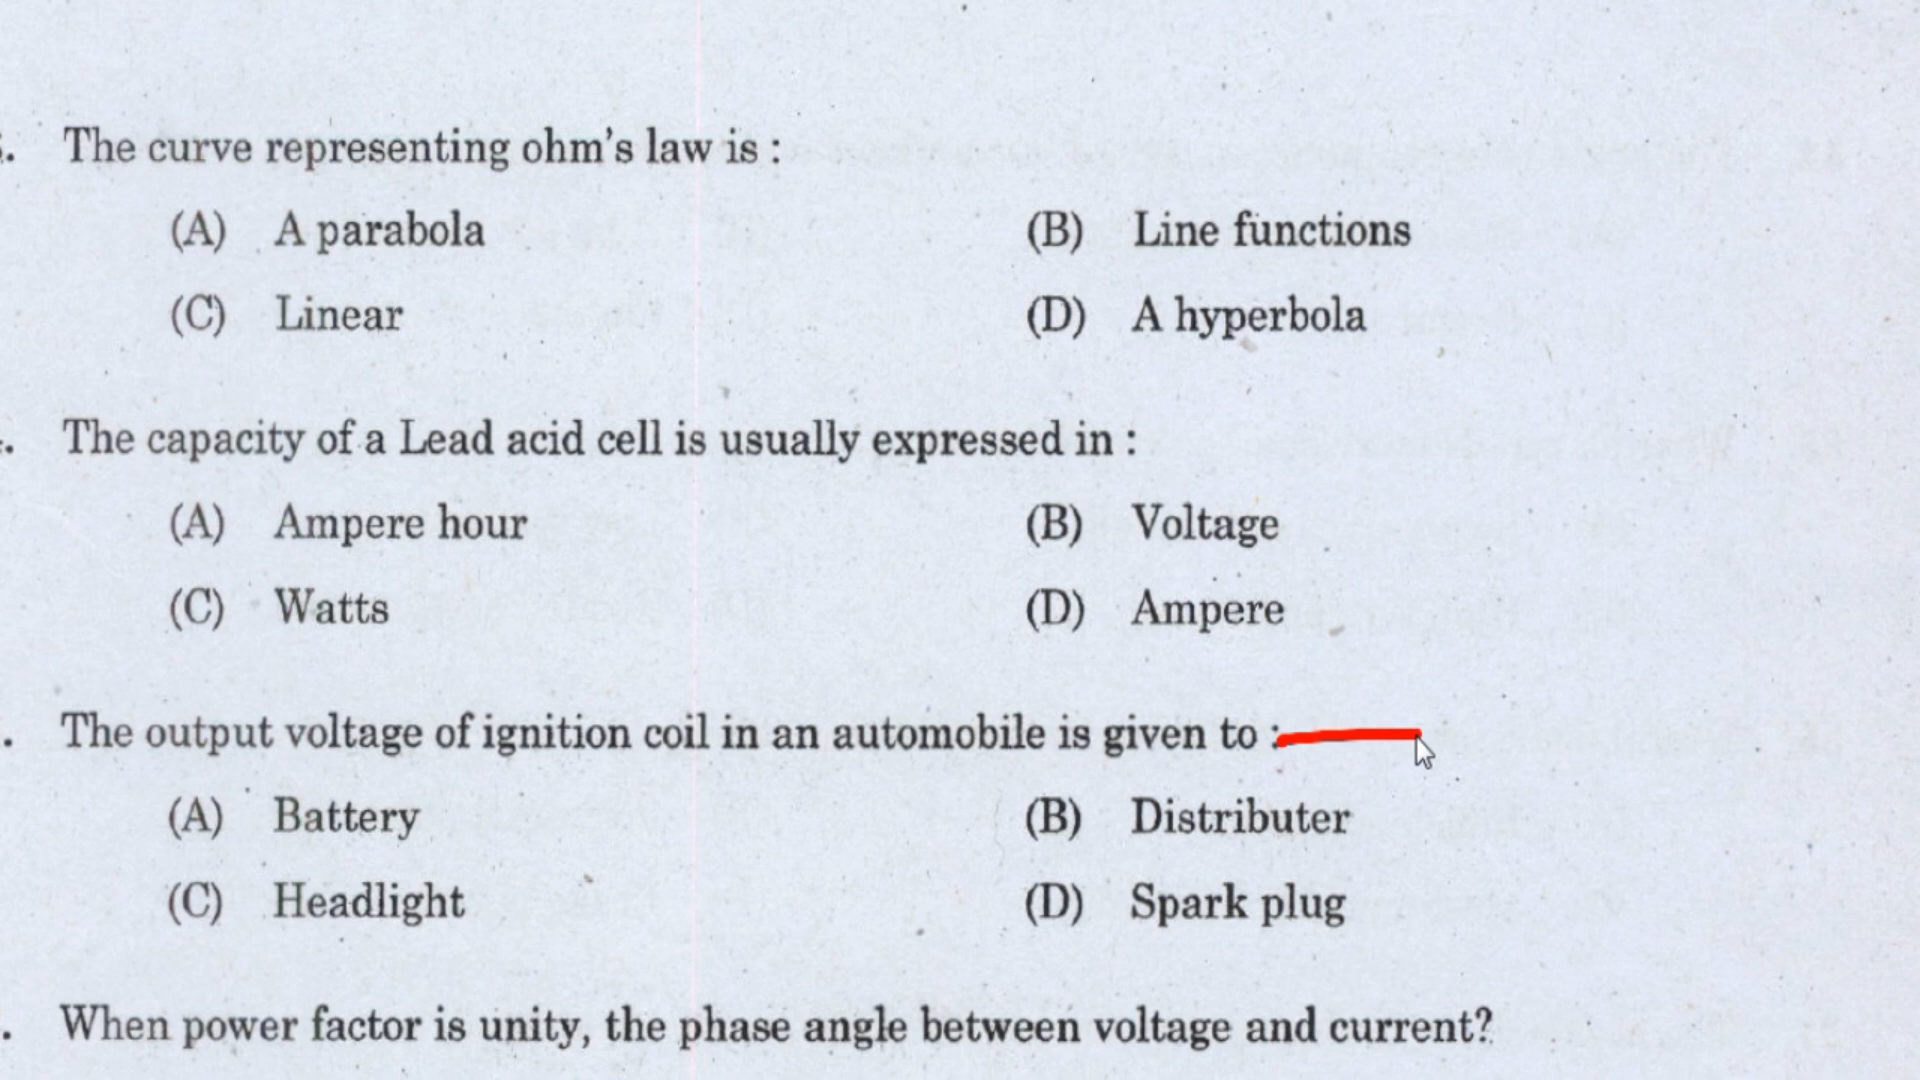 . The curve representing ohm's law is :
(A) A parabola (B) Line functions
(C) Linear (D) A hyperbola
. The capacity of a Lead acid cell is usually expressed in :
(A) Ampere hour (B) Voltage
(C) Watts (D) Ampere
. The output voltage of ignition coil in an automobile is given to :
(A) Battery (B) Distributer
(C) Headlight (D) Spark plug
. When power factor is unity, the phase angle between voltage and current?